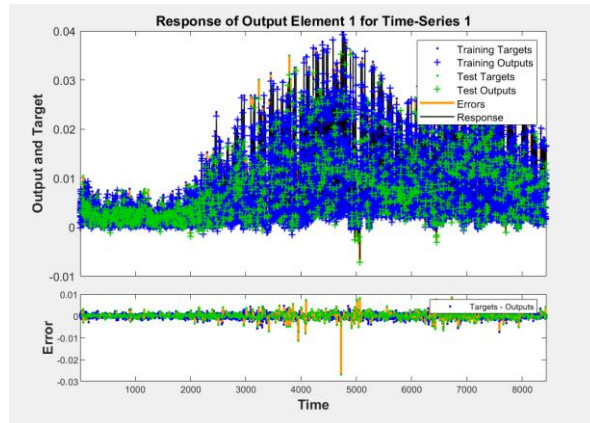 Response of Output Element 1 for Time-Series 1
Output and Target
0.04
0.03
0.02
0.01
0
-0.01
Training Targets
Training Outputs
Test Targets
Test Outputs
Errors
Response
Error
0.01
0
-0.01
-0.02
-0.03
Targets - Outputs
1000 2000 3000 4000 5000 6000 7000 8000
Time